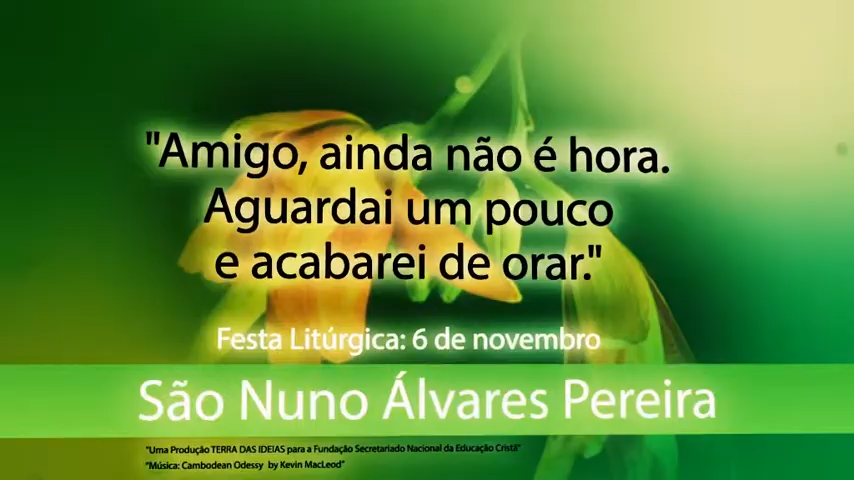 "Amigo, ainda não é hora.
Aguardai um pouco
e acabarei de orar."
Festa Litúrgica: 6 de novembro
São Nuno Álvares Pereira
"Uma Produção TERRA DAS IDEIAS para a Fundação Secretariado Nacional da Educação Cristã"
"Música: Cambodean Odessy by Kevin MacLeod"